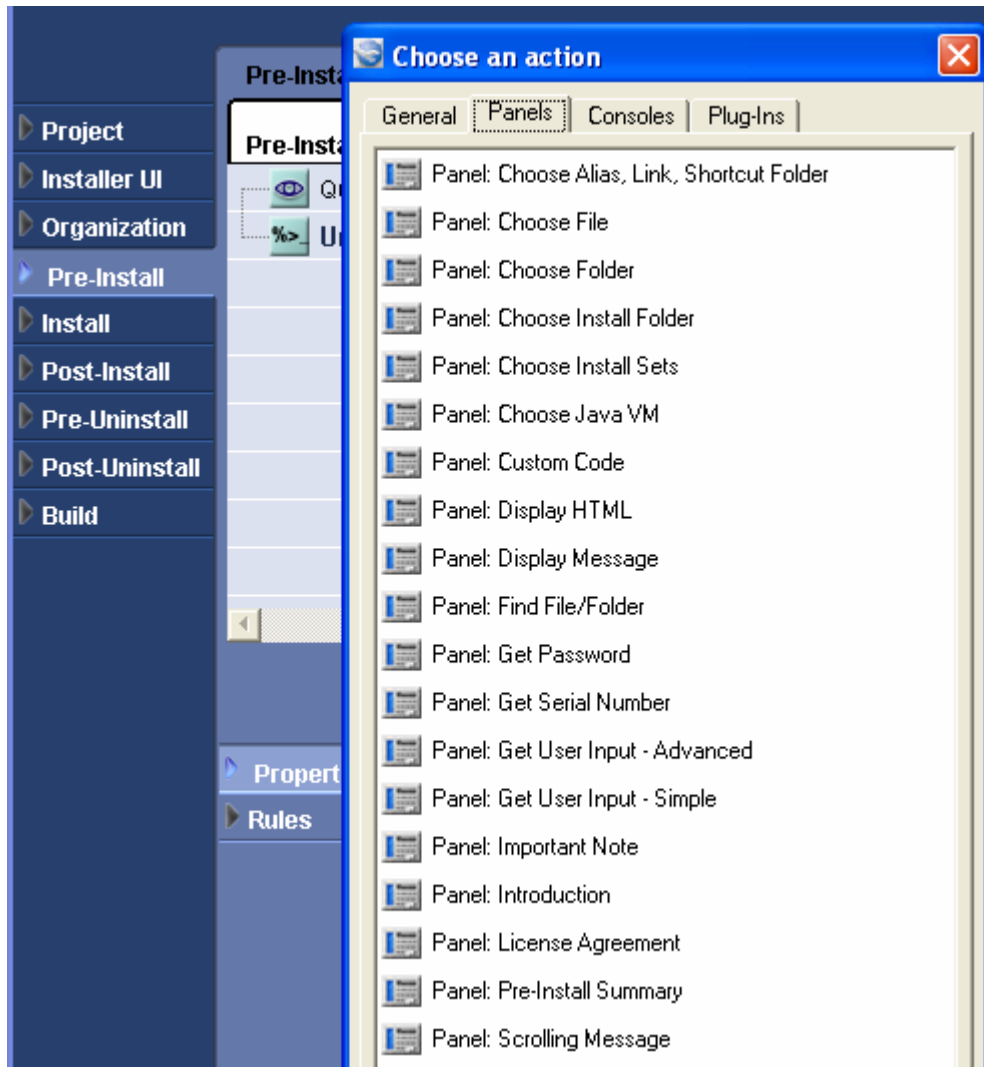 Choose an action
Pre-Insta
General Panels Consoles Plug-Ins
Project
Pre-Insta
Installer UI
Organization
Pre-Install
Install
Post-Install
Pre-Uninstall
Post-Uninstall
Build
Propert
Rules
Panel: Choose Alias, Link, Shortcut Folder
Panel: Choose File
Panel: Choose Folder
Panel: Choose Install Folder
Panel: Choose Install Sets
Panel: Choose Java VM
Panel: Custom Code
Panel: Display HTML
Panel: Display Message
Panel: Find File/Folder
Panel: Get Password
Panel: Get Serial Number
Panel: Get User Input - Advanced
Panel: Get User Input - Simple
Panel: Important Note
Panel: Introduction
Panel: License Agreement
Panel: Pre-Install Summary
Panel: Scrolling Message